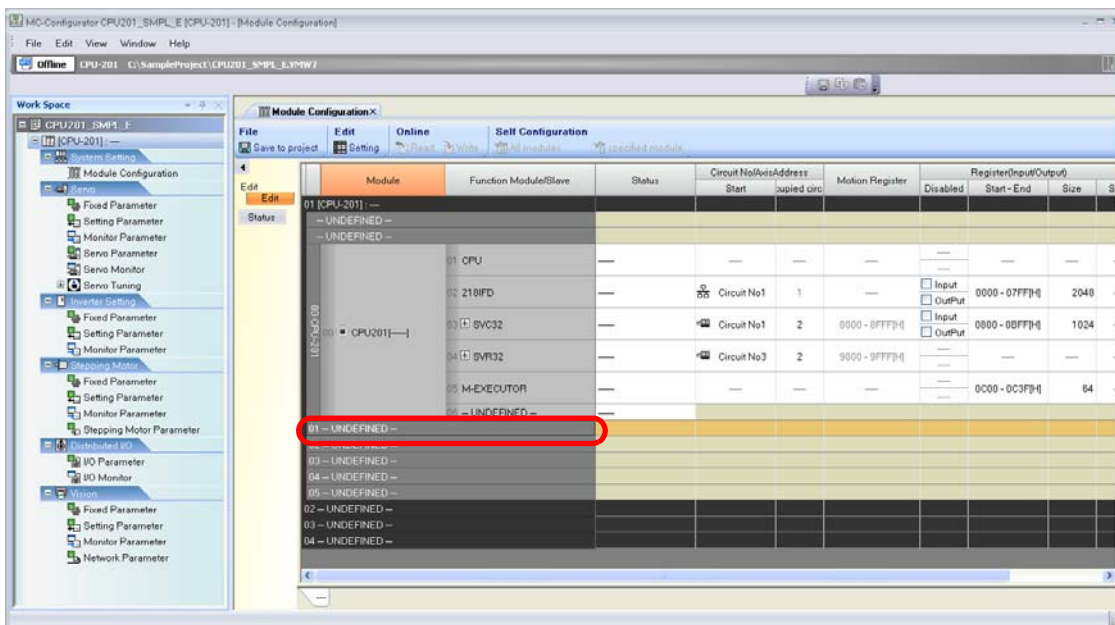 MC-Configurator CPU201_SMPL_E [CPU-201] - [Module Configuration]
File Edit View Window Help
Offline CPU-201 C:\SampleProject\CPU201_SMPL_E.YMW7
Work Space
Module Configuration ×
CPU201_SMPL_E
[CPU-201] : —
System Setting
Module Configuration
Servo
Fixed Parameter
Setting Parameter
Monitor Parameter
Servo Parameter
Servo Monitor
Servo Tuning
Inverter Setting
Fixed Parameter
Setting Parameter
Monitor Parameter
Stepping Motor
Fixed Parameter
Setting Parameter
Monitor Parameter
Stepping Motor Parameter
Distributed I/O
I/O Parameter
I/O Monitor
Vision
Fixed Parameter
Setting Parameter
Monitor Parameter
Network Parameter
File Edit Online Self Configuration
Save to project Setting Read Write All modules specified module
Edit
Edit
Status
Module Function Module/Slave Status Circuit No/AxisAddress Motion Register Register(Input/Output)
Start cupied circ Disabled Start - End Size
01 [CPU-201] : —
-- UNDEFINED --
-- UNDEFINED --
00 CPU-201
00 CPU201[----]
01 CPU — — — — — —
02 218IFD — Circuit No1 1 — Input OutPut 0000 - 07FF[H] 2048
03 SVC32 — Circuit No1 2 8000 - 8FFF[H] Input OutPut 0800 - 0BFF[H] 1024
04 SVR32 — Circuit No3 2 9000 - 9FFF[H] — — —
05 M-EXECUTOR — — — — 0C00 - 0C3F[H] 64
06 -- UNDEFINED -- —
01 -- UNDEFINED --
02 -- UNDEFINED --
03 -- UNDEFINED --
04 -- UNDEFINED --
05 -- UNDEFINED --
02 -- UNDEFINED --
03 -- UNDEFINED --
04 -- UNDEFINED --